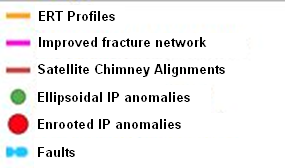 ERT Profiles
Improved fracture network
Satellite Chimney Alignments
Ellipsoidal IP anomalies
Enrooted IP anomalies
Faults